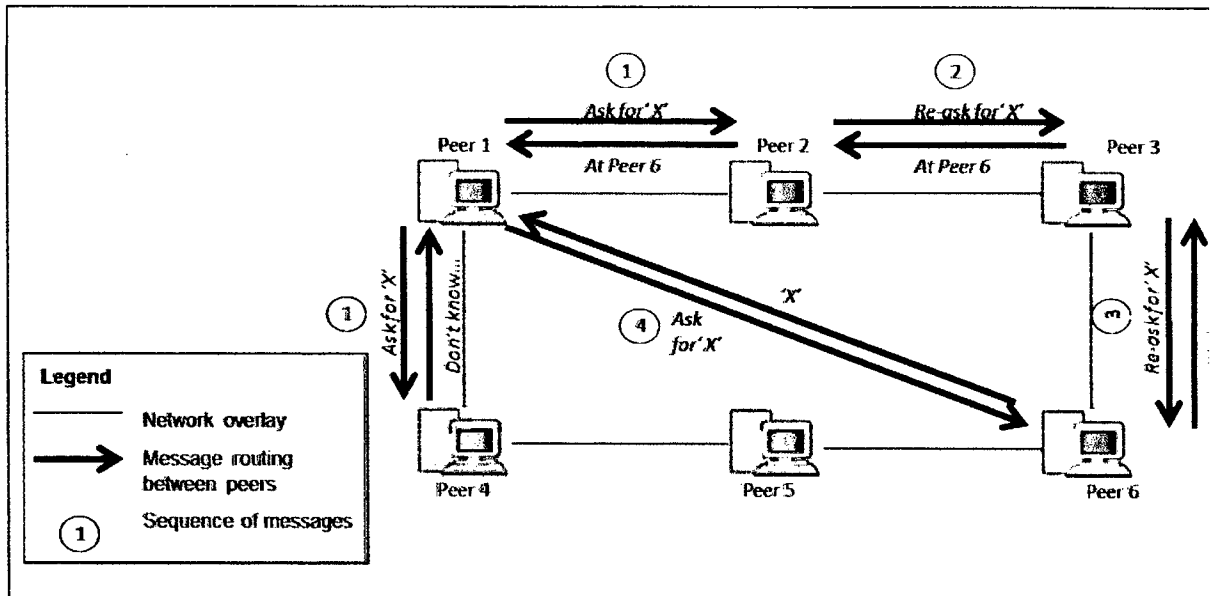 1
2
Ask for 'X'
Re-ask for 'X'
Peer 1
Peer 2
Peer 3
At Peer 6
At Peer 6
1
Ask for 'X'
Don't know...
4
Ask
for 'X'
'X'
3
Re-ask for 'X'
Peer 4
Peer 5
Peer 6
Legend
Network overlay
Message routing
between peers
1
Sequence of messages